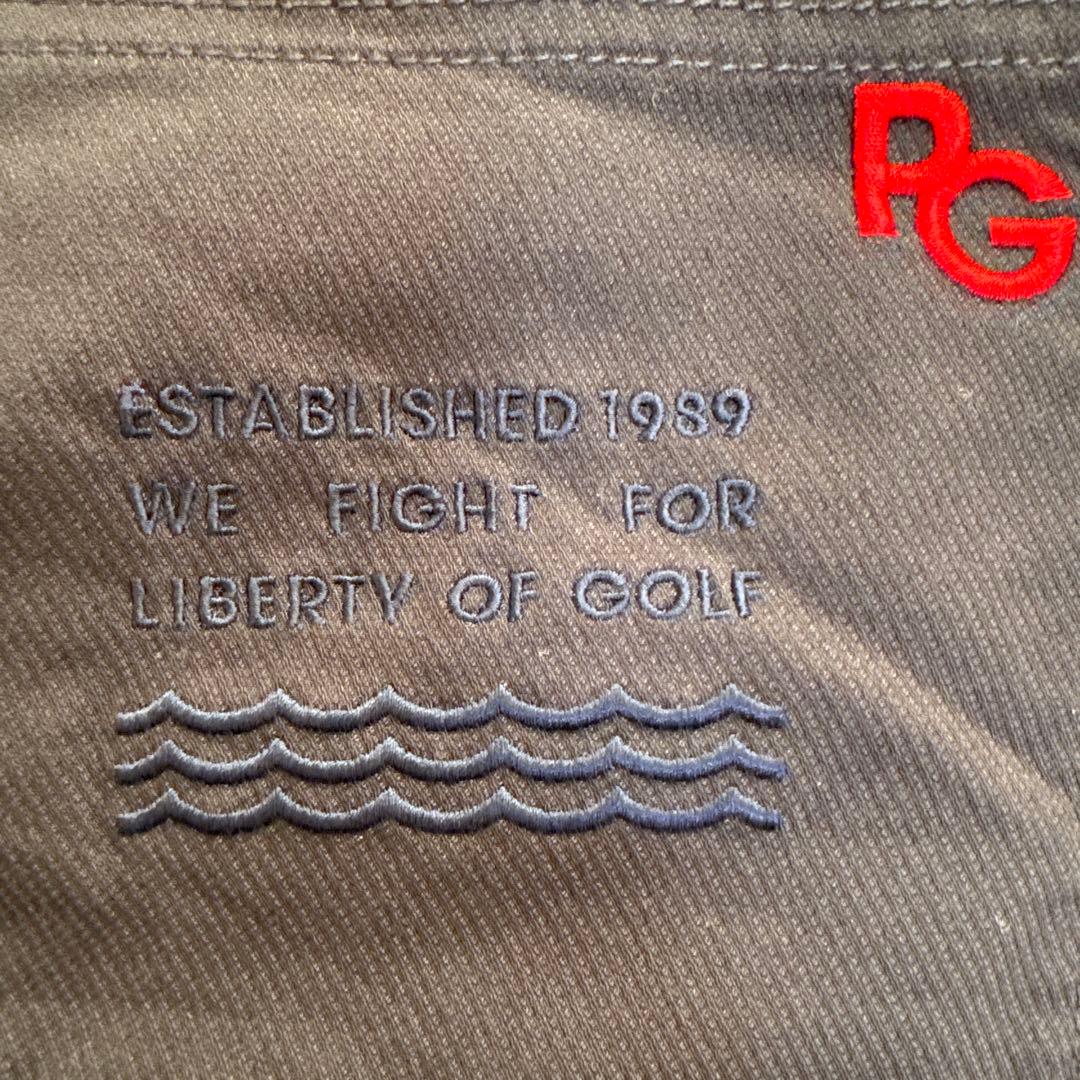 PG
ESTABLISHED 1989
WE FIGHT FOR
LIBERTY OF GOLF